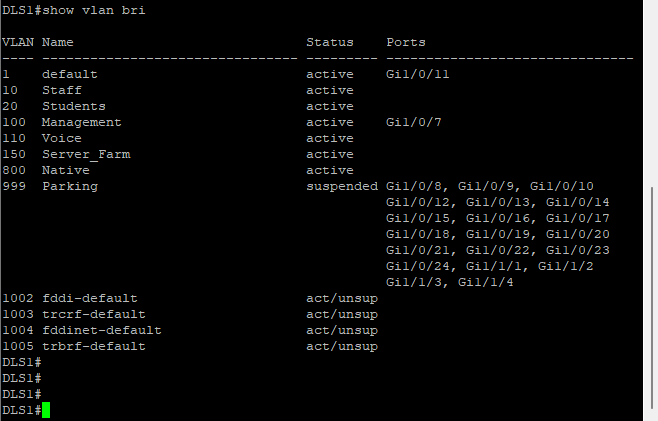 DLS1#show vlan bri
VLAN Name                             Status    Ports
---- -------------------------------- --------- -------------------------------
1    default                          active    Gi1/0/11
10   Staff                            active
20   Students                         active
100  Management                       active    Gi1/0/7
110  Voice                            active
150  Server_Farm                      active
800  Native                           active
999  Parking                          suspended Gi1/0/8, Gi1/0/9, Gi1/0/10
                                                Gi1/0/12, Gi1/0/13, Gi1/0/14
                                                Gi1/0/15, Gi1/0/16, Gi1/0/17
                                                Gi1/0/18, Gi1/0/19, Gi1/0/20
                                                Gi1/0/21, Gi1/0/22, Gi1/0/23
                                                Gi1/0/24, Gi1/1/1, Gi1/1/2
                                                Gi1/1/3, Gi1/1/4
1002 fddi-default                     act/unsup
1003 trcrf-default                    act/unsup
1004 fddinet-default                  act/unsup
1005 trbrf-default                    act/unsup
DLS1#
DLS1#
DLS1#
DLS1#